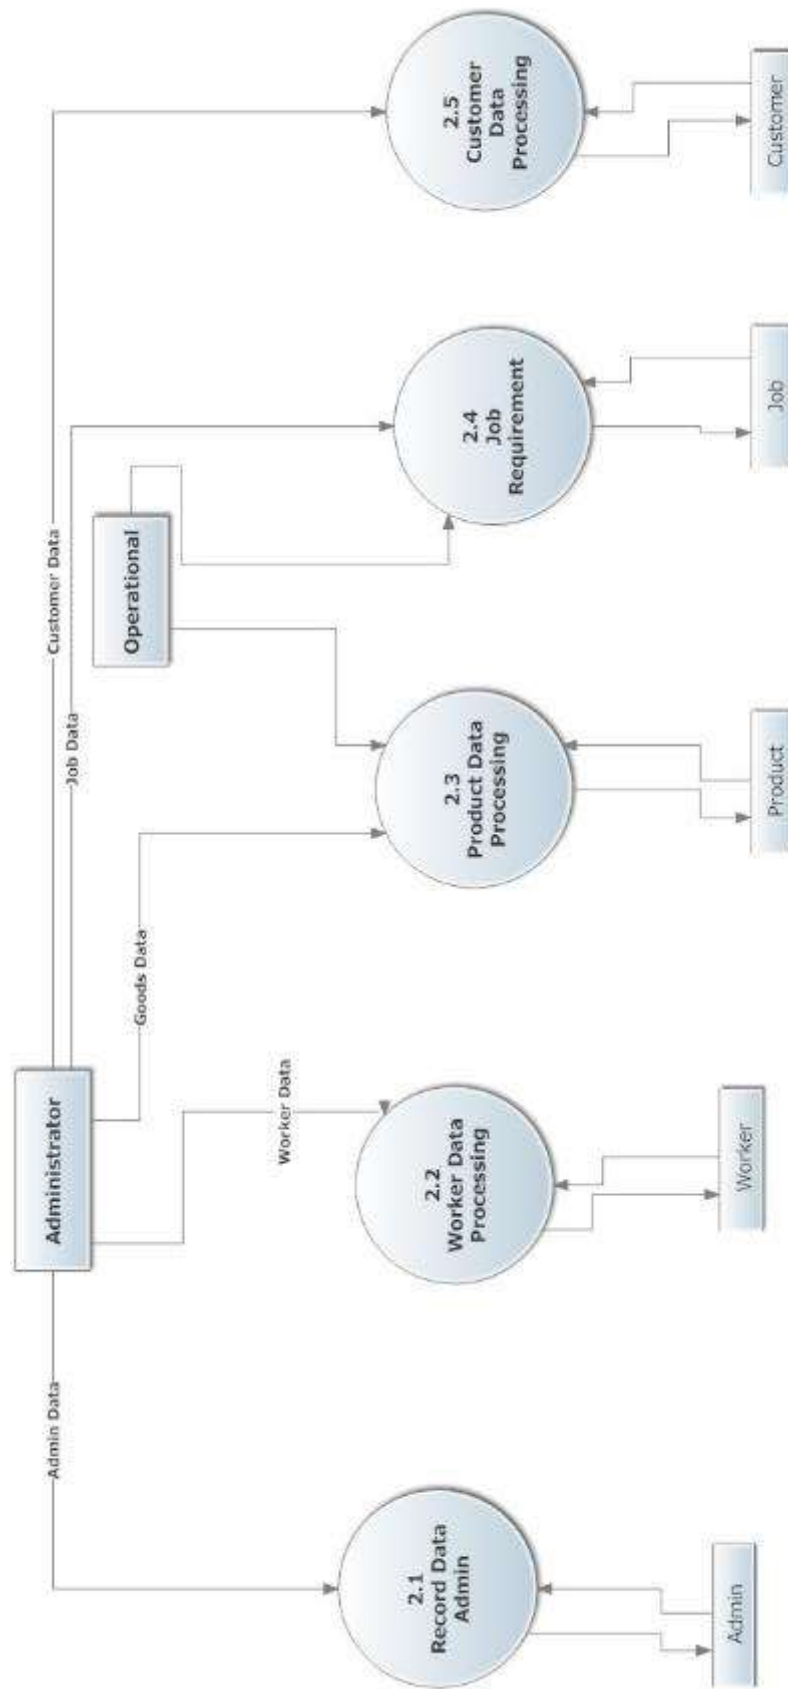 Administrator
Operational
Admin Data
Worker Data
Goods Data
Job Data
Customer Data
2.1
Record Data
Admin
2.2
Worker Data
Processing
2.3
Product Data
Processing
2.4
Job
Requirement
2.5
Customer
Data
Processing
Admin
Worker
Product
Job
Customer